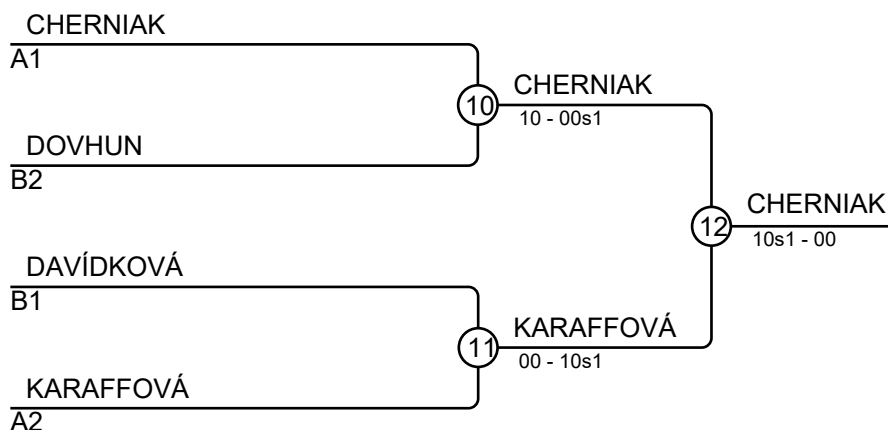 CHERNIAK
A1
10
CHERNIAK
10 - 00s1
DOVHUN
B2
12
CHERNIAK
10s1 - 00
DAVÍDKOVÁ
B1
11
KARAFFOVÁ
00 - 10s1
KARAFFOVÁ
A2